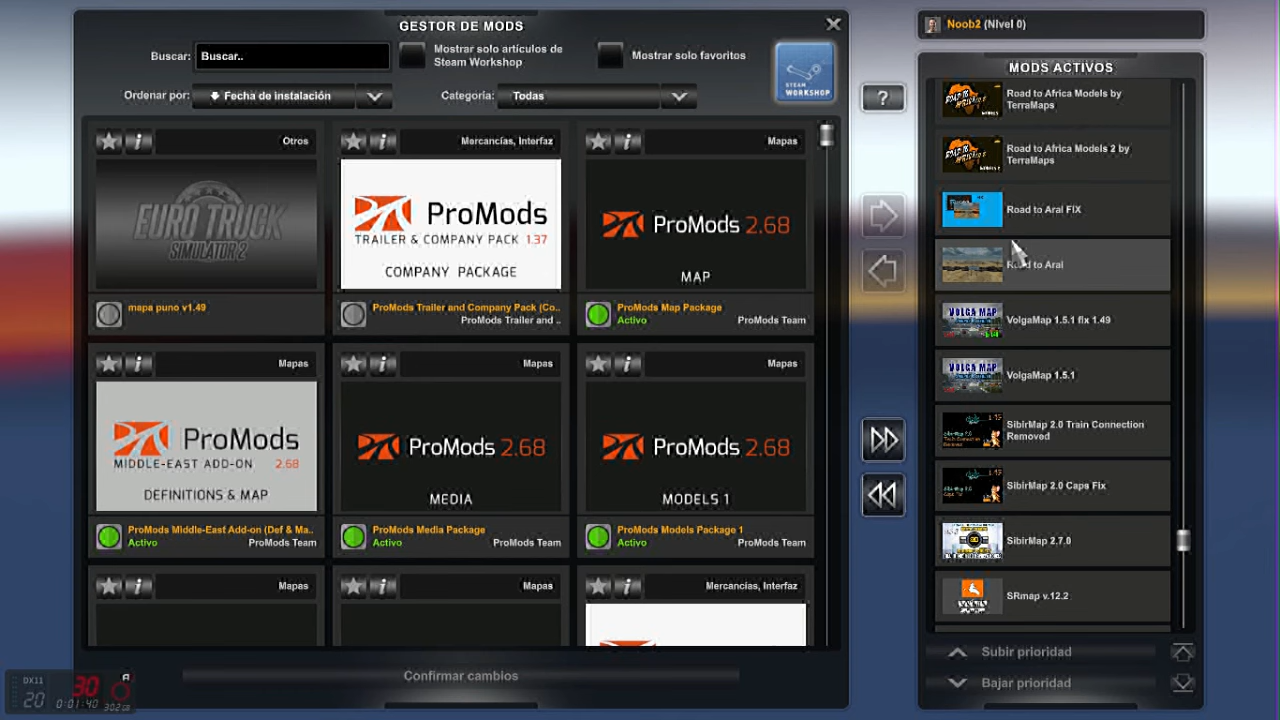 GESTOR DE MODS
Buscar:
Buscar..
Mostrar solo artículos de
Steam Workshop
Mostrar solo favoritos
STEAM
WORKSHOP
Ordenar por:
Fecha de instalación
Categoria:
Todas
Otros
EURO TRUCK
SIMULATOR 2
mapa puno v1.49
Mercancías, Interfaz
ProMods
TRAILER & COMPANY PACK 1.37
COMPANY PACKAGE
ProMods Trailer and Company Pack (Co..
ProMods Trailer and ..
Mapas
ProMods 2.68
MAP
ProMods Map Package
Activo
ProMods Team
Mapas
ProMods
MIDDLE-EAST ADD-ON 2.68
DEFINITIONS & MAP
ProMods Middle-East Add-on (Def & Ma..
Activo
ProMods Team
Mapas
ProMods 2.68
MEDIA
ProMods Media Package
Activo
ProMods Team
Mapas
ProMods 2.68
MODELS 1
ProMods Models Package 1
Activo
ProMods Team
Mapas
Mapas
Mercancías, Interfaz
Confirmar cambios
?
Noob2 (Nivel 0)
MODS ACTIVOS
Road to Africa Models by
TerraMaps
Road to Africa Models 2 by
TerraMaps
Road to Aral FIX
Road to Aral
VOLGA MAP
VolgaMap 1.5.1 fix 1.49
VOLGA MAP
VolgaMap 1.5.1
SibirMap 2.0 Train Connection
Removed
SibirMap 2.0 Caps Fix
SibirMap 2.7.0
SRmap v.12.2
Subir prioridad
Bajar prioridad
DX11
20
30
0:01:40
A